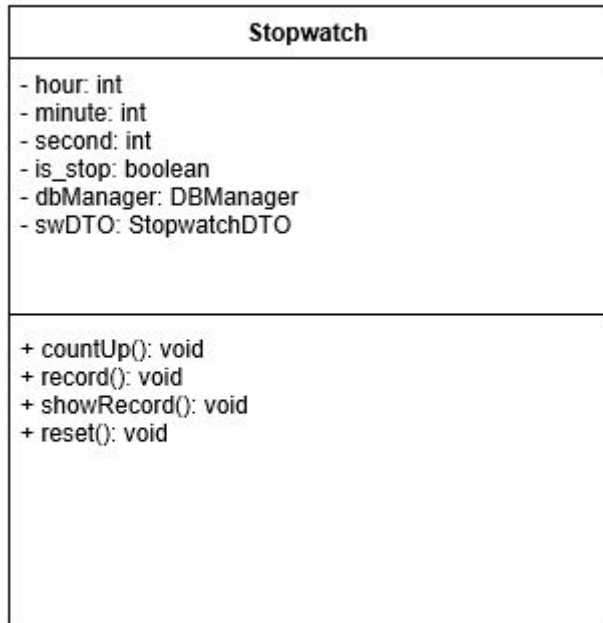 Stopwatch
- hour: int
- minute: int
- second: int
- is_stop: boolean
- dbManager: DBManager
- swDTO: StopwatchDTO
+ countUp(): void
+ record(): void
+ showRecord(): void
+ reset(): void